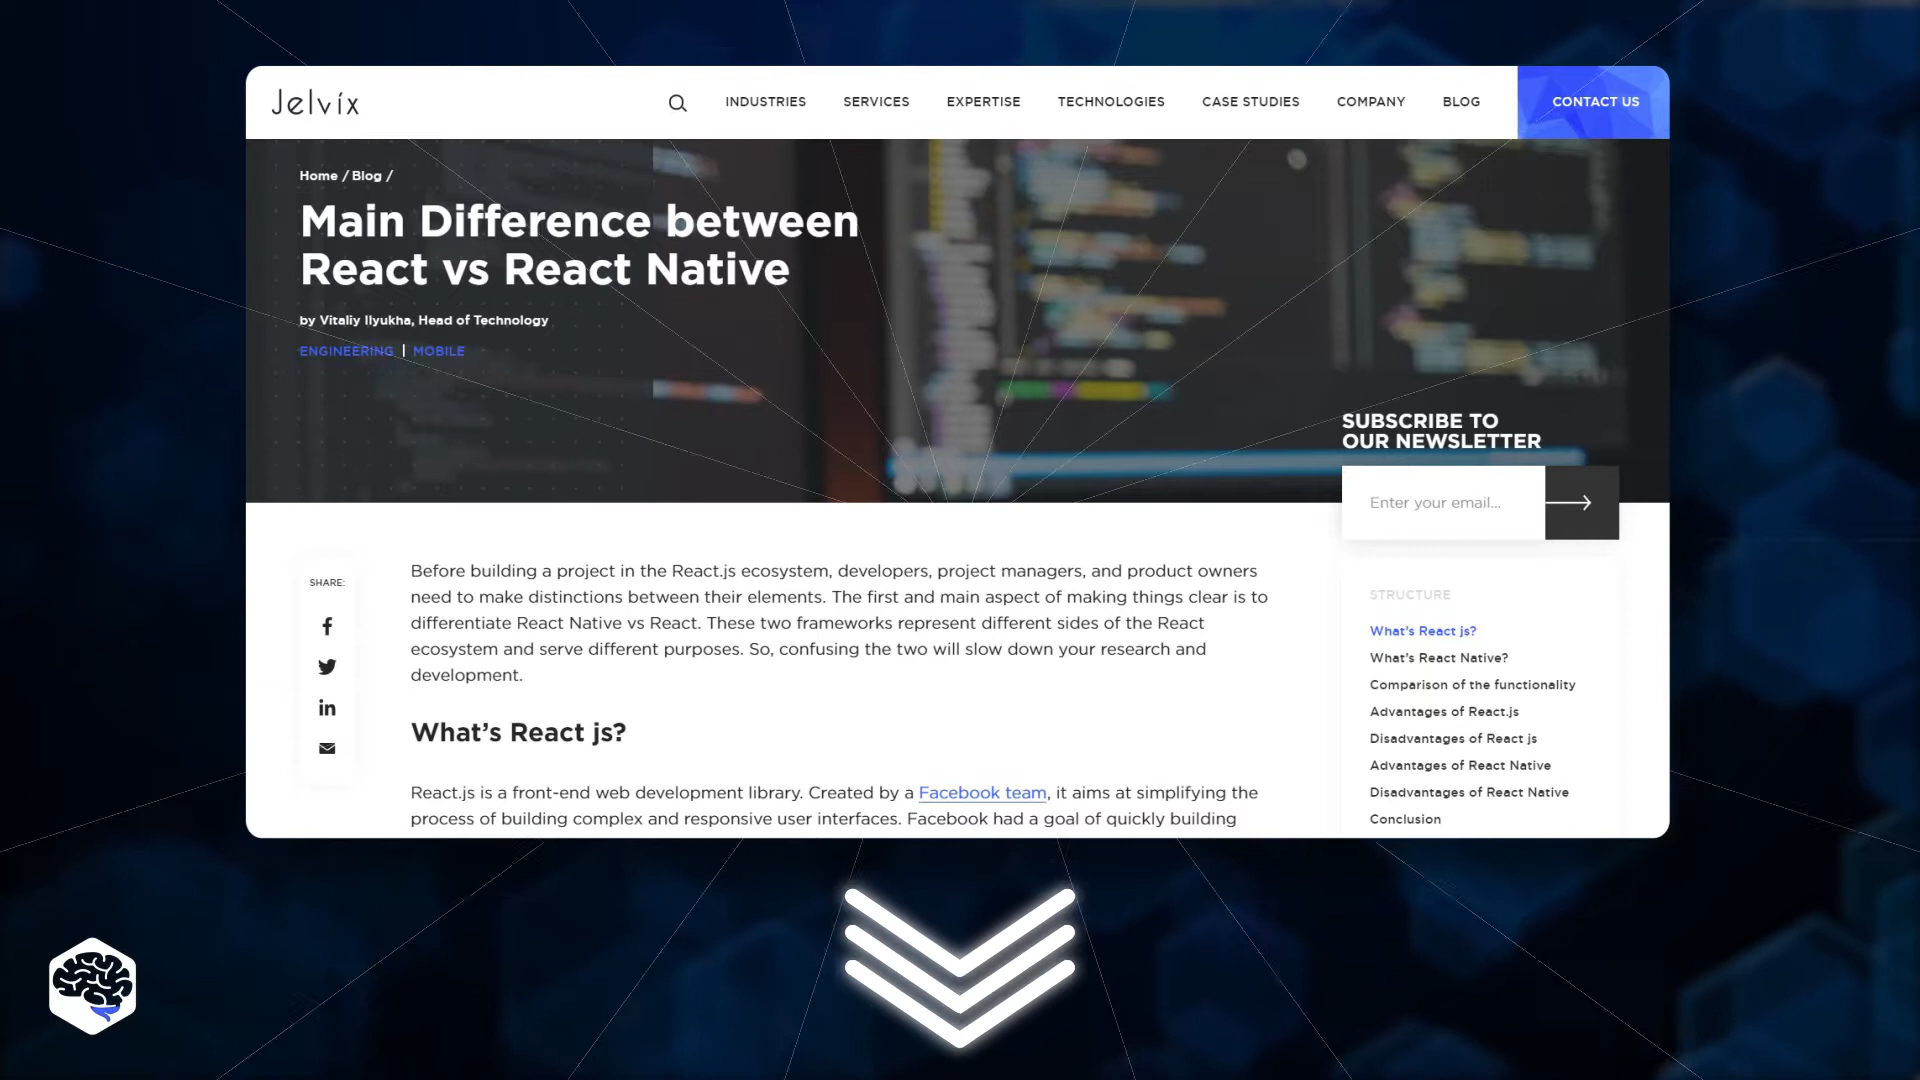 Jelvix
INDUSTRIES SERVICES EXPERTISE TECHNOLOGIES CASE STUDIES COMPANY BLOG CONTACT US
Home / Blog /
Main Difference between
React vs React Native
by Vitaliy Ilyukha, Head of Technology
ENGINEERING | MOBILE
SUBSCRIBE TO
OUR NEWSLETTER
Enter your email...
SHARE:
Before building a project in the React.js ecosystem, developers, project managers, and product owners
need to make distinctions between their elements. The first and main aspect of making things clear is to
differentiate React Native vs React. These two frameworks represent different sides of the React
ecosystem and serve different purposes. So, confusing the two will slow down your research and
development.
What's React js?
React.js is a front-end web development library. Created by a Facebook team, it aims at simplifying the
process of building complex and responsive user interfaces. Facebook had a goal of quickly building
STRUCTURE
What's React js?
What's React Native?
Comparison of the functionality
Advantages of React.js
Disadvantages of React js
Advantages of React Native
Disadvantages of React Native
Conclusion